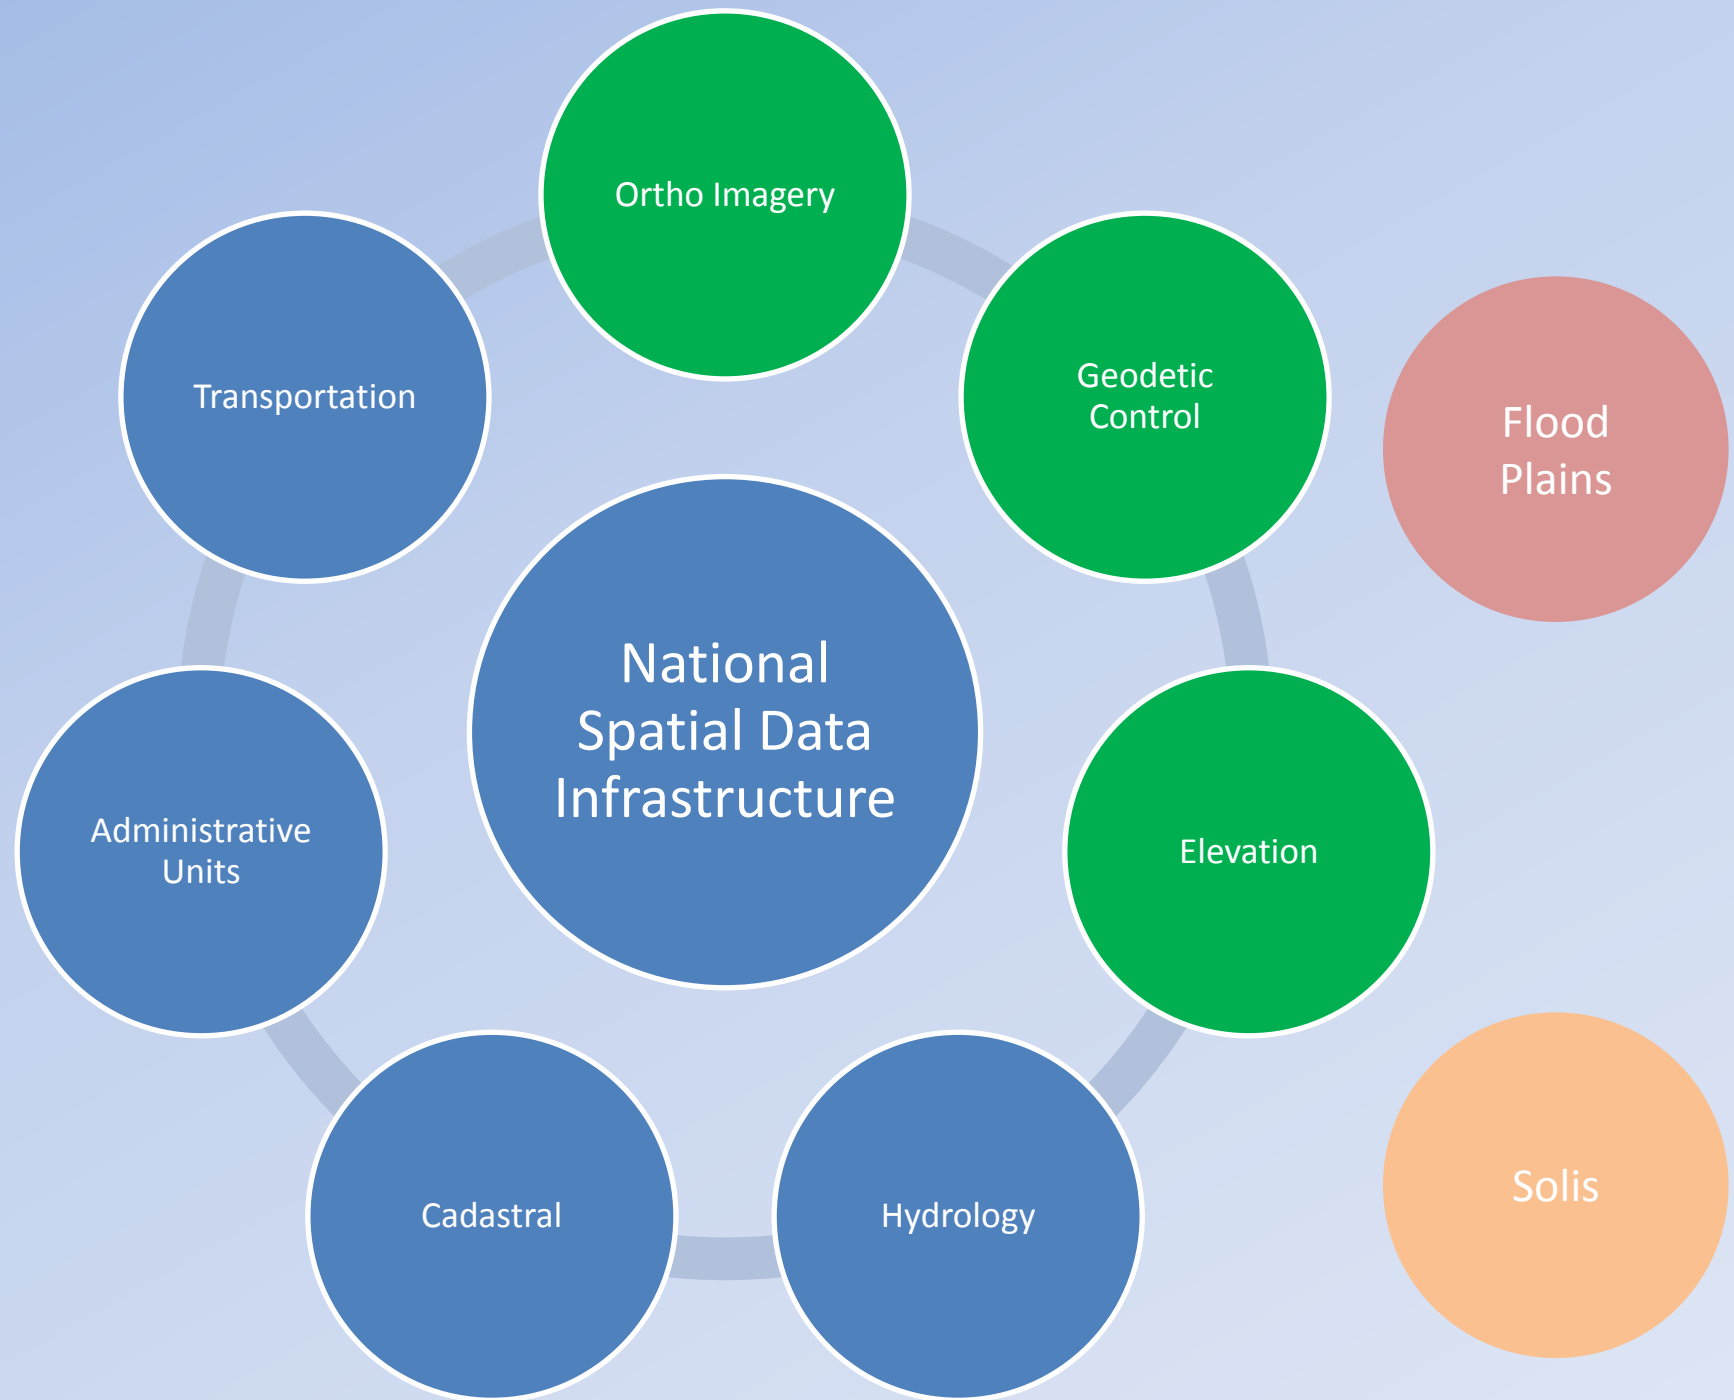 Ortho Imagery
Geodetic
Control
Elevation
Hydrology
Cadastral
Administrative
Units
Transportation
National
Spatial Data
Infrastructure
Flood
Plains
Solis